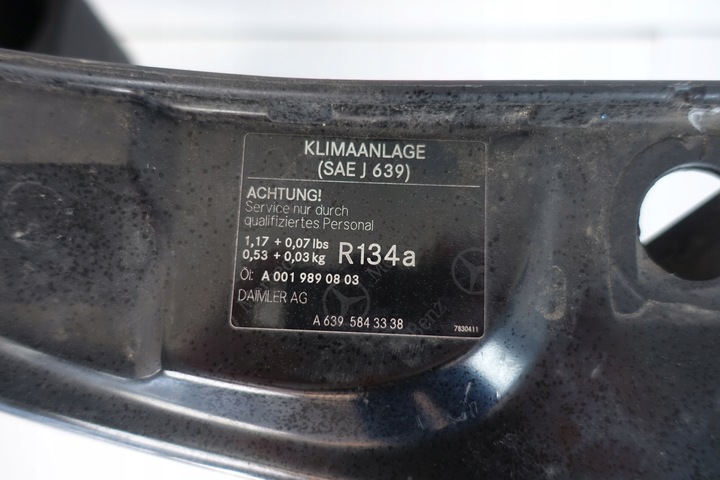 KLIMAANLAGE
(SAE J 639)
ACHTUNG!
Service nur durch
qualifiziertes Personal
1,17 + 0,07 lbs
0,53 + 0,03 kg R134a
Öl: A 001 989 08 03
DAIMLER AG
A 639 584 33 38
7830411